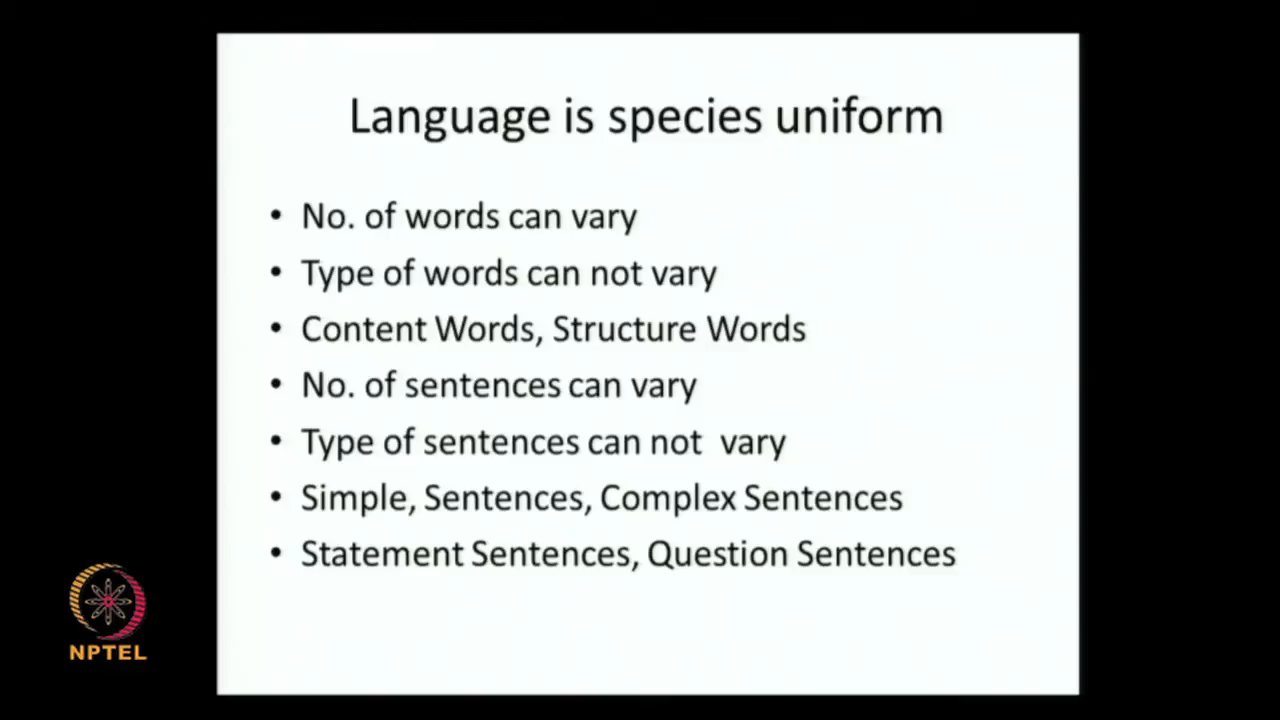 Language is species uniform
• No. of words can vary
• Type of words can not vary
• Content Words, Structure Words
• No. of sentences can vary
• Type of sentences can not vary
• Simple, Sentences, Complex Sentences
• Statement Sentences, Question Sentences
NPTEL